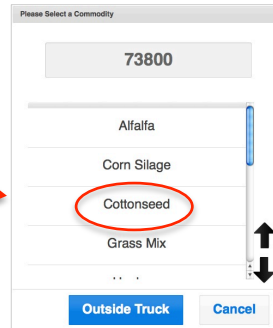 Please Select a Commodity
73800
Alfalfa
Corn Silage
Cottonseed
Grass Mix
Outside Truck
Cancel